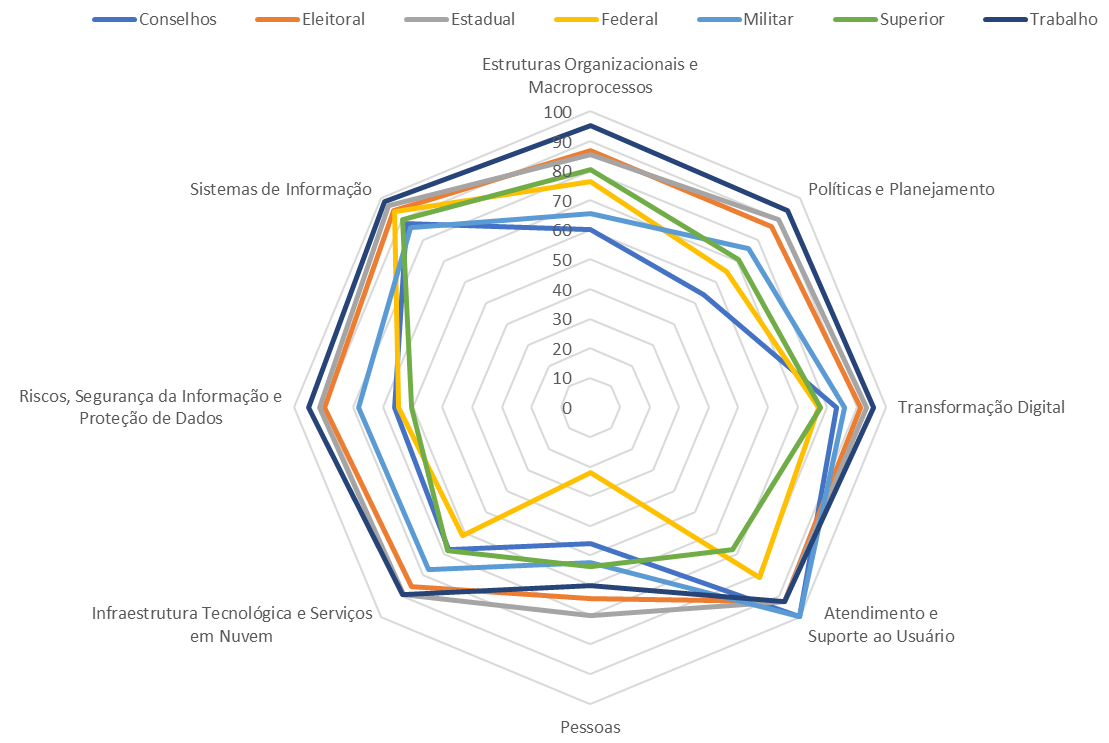 Conselhos Eleitoral Estadual Federal Militar Superior Trabalho
Estruturas Organizacionais e
Macroprocessos
Políticas e Planejamento
Transformação Digital
Atendimento e
Suporte ao Usuário
Pessoas
Infraestrutura Tecnológica e Serviços
em Nuvem
Riscos, Segurança da Informação e
Proteção de Dados
Sistemas de Informação
100
90
80
70
60
50
40
30
20
10
0